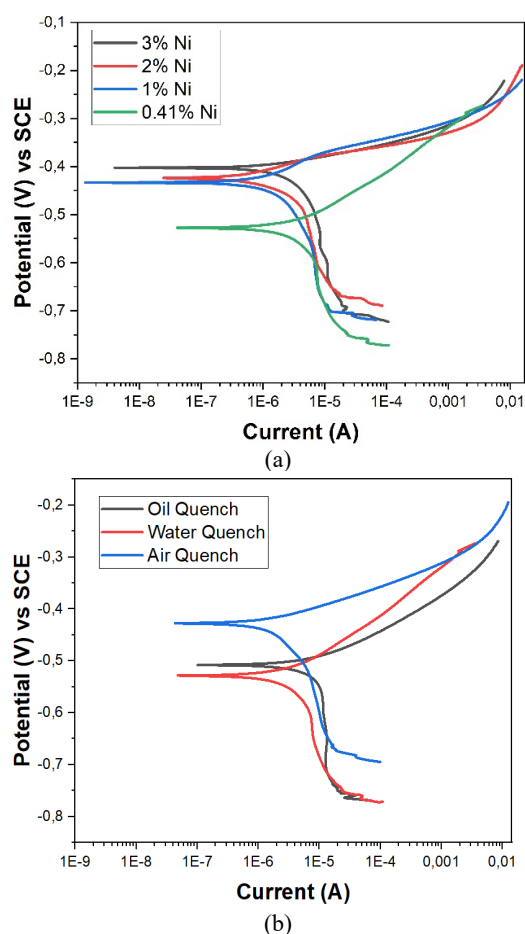 -0,1
-0,2
-0,3
-0,4
-0,5
-0,6
-0,7
-0,8
Potential (V) vs SCE
3% Ni
2% Ni
1% Ni
0.41% Ni
1E-9 1E-8 1E-7 1E-6 1E-5 1E-4 0,001 0,01
Current (A)
(a)
-0,2
-0,3
-0,4
-0,5
-0,6
-0,7
-0,8
Potential (V) vs SCE
Oil Quench
Water Quench
Air Quench
1E-9 1E-8 1E-7 1E-6 1E-5 1E-4 0,001 0,01
Current (A)
(b)